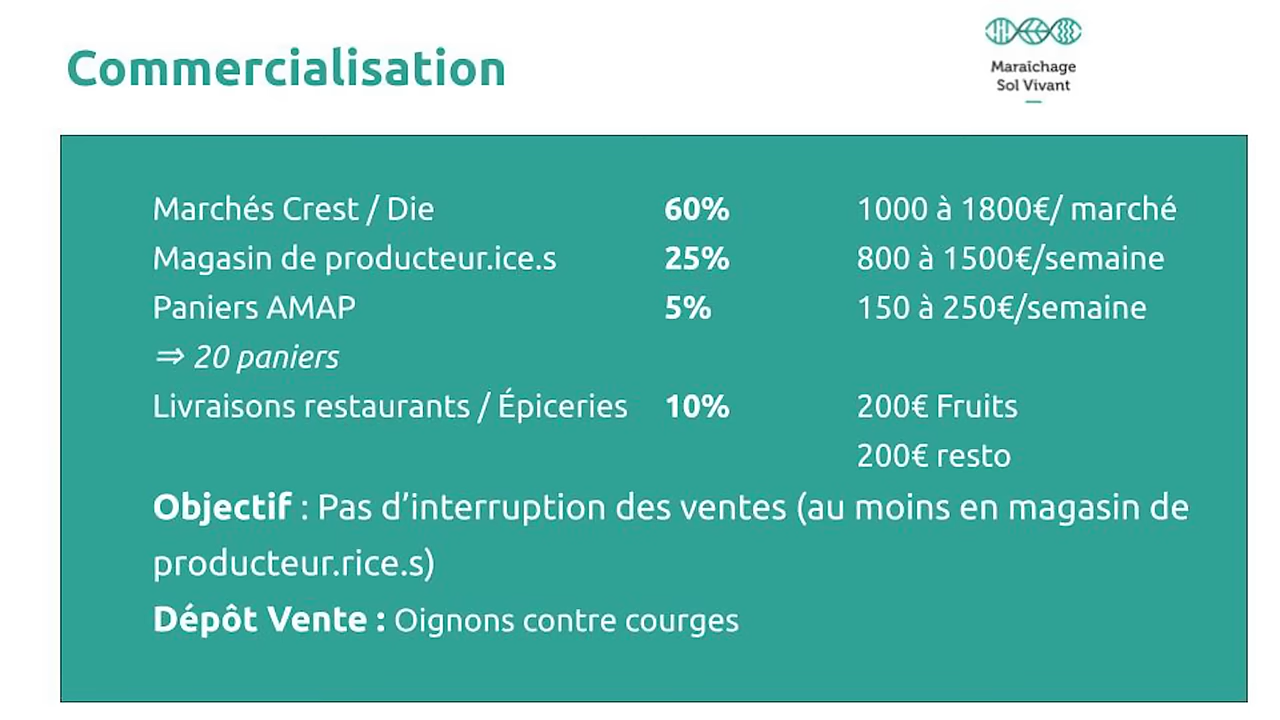 Commercialisation
Maraîchage
Sol Vivant
Marchés Crest / Die 60% 1000 à 1800€/ marché
Magasin de producteur.ice.s 25% 800 à 1500€/semaine
Paniers AMAP 5% 150 à 250€/semaine
⇒ 20 paniers
Livraisons restaurants / Épiceries 10% 200€ Fruits
200€ resto
Objectif : Pas d’interruption des ventes (au moins en magasin de
producteur.rice.s)
Dépôt Vente : Oignons contre courges